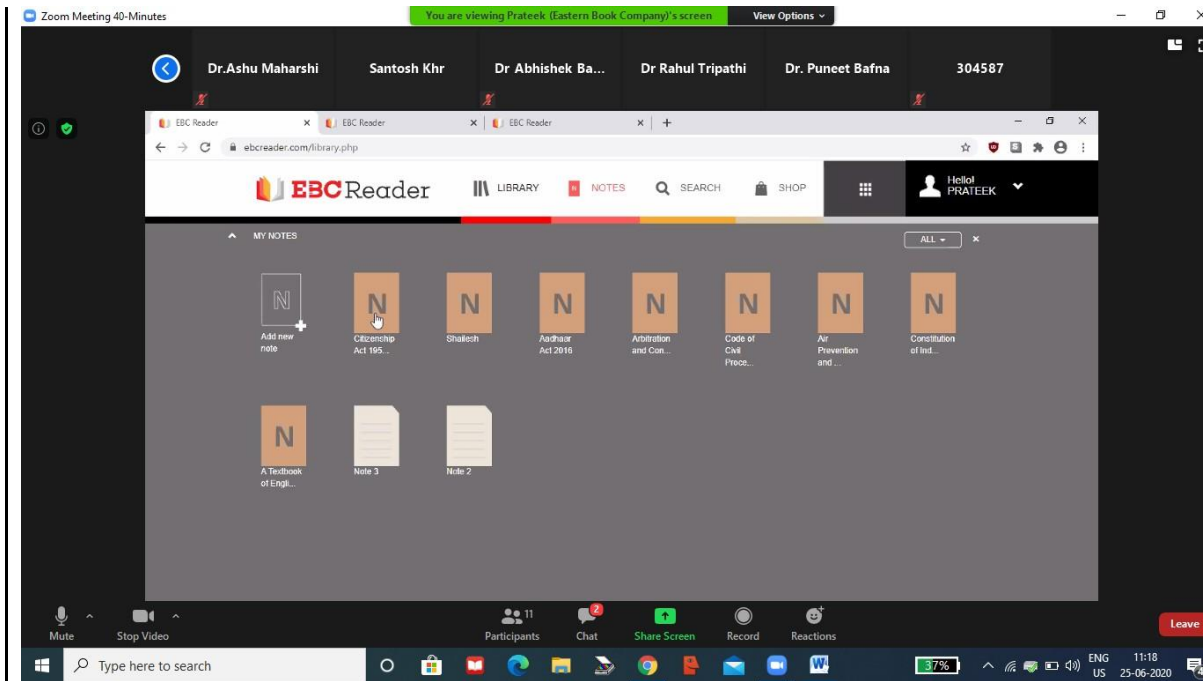 Zoom Meeting 40-Minutes
You are viewing Prateek (Eastern Book Company)'s screen
View Options
Dr.Ashu Maharshi
Santosh Khr
Dr Abhishek Ba...
Dr Rahul Tripathi
Dr. Puneet Bafna
304587
EBC Reader
EBC Reader
EBC Reader
ebcreader.com/library.php
EBC Reader
LIBRARY
N
NOTES
SEARCH
SHOP
Hello!
PRATEEK
MY NOTES
ALL
N
N
N
N
N
N
N
N
Add new
note
Citizenship
Act 195...
Shailesh
Aadhaar
Act 2016
Arbitration
and Con...
Code of
Civil
Proce...
Air
Prevention
and ...
Constitution
of Ind...
N
A Textbook
of Engli...
Note 3
Note 2
Mute
Stop Video
11
Participants
2
Chat
Share Screen
Record
Reactions
Leave
Type here to search
W
37%
ENG
US
11:18
25-06-2020